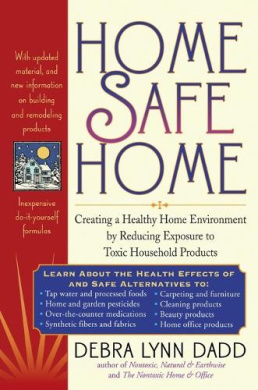 HOME
SAFE
HOME
With updated
material, and new
information on
building and
remodeling
products
Inexpensive
do-it-yourself
formulas
Creating a Healthy Home Environment
by Reducing Exposure to
Toxic Household Products
LEARN ABOUT THE HEALTH EFFECTS OF
AND SAFE ALTERNATIVES TO:
• Tap water and processed foods
• Home and garden pesticides
• Over-the-counter medications
• Synthetic fibers and fabrics
• Carpeting and furniture
• Cleaning products
• Beauty products
• Home office products
DEBRA LYNN DADD
author of Nontoxic, Natural & Earthwise
and The Nontoxic Home & Office